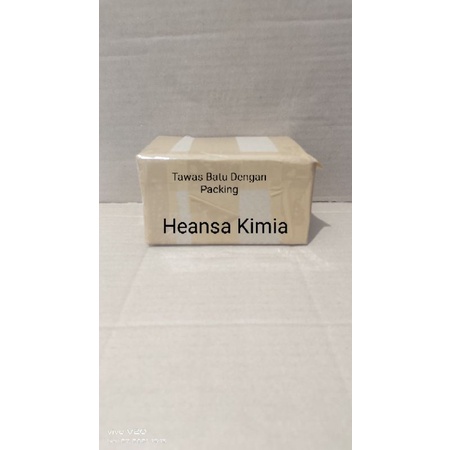 Tawas Batu Dengan
Packing
Heansa Kimia